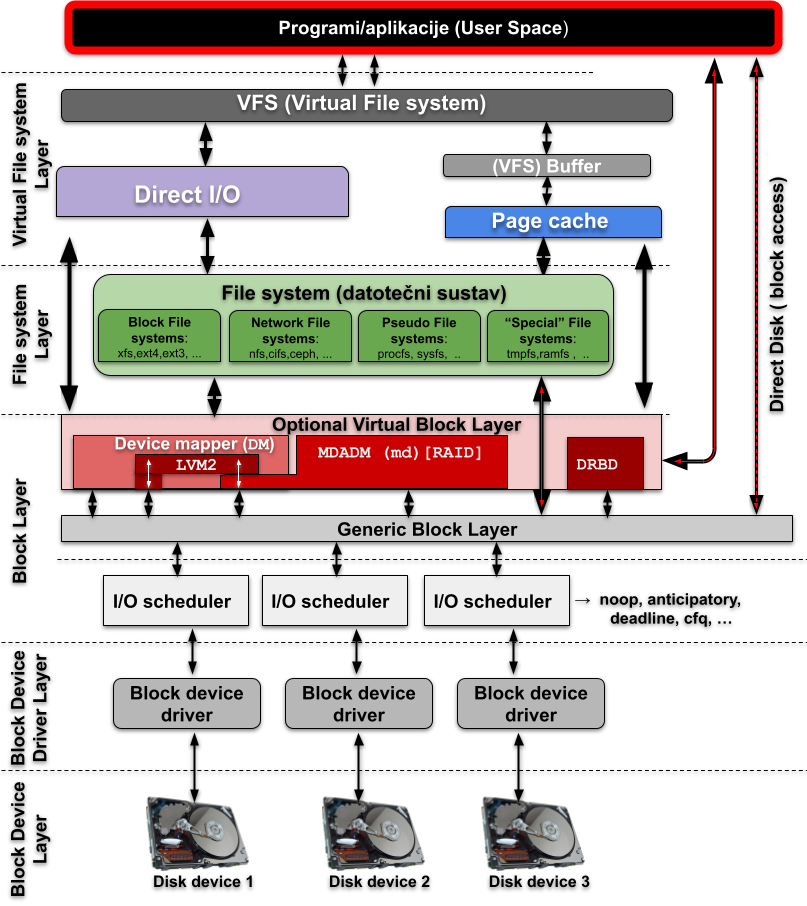 Programi/aplikacije (User Space)
Virtual File system
Layer
VFS (Virtual File system)
(VFS) Buffer
Direct I/O
Page cache
Direct Disk ( block access)
File system
Layer
File system (datotečni sustav)
Block File
systems:
xfs,ext4,ext3, ...
Network File
systems:
nfs,cifs,ceph, ...
Pseudo File
systems:
procfs, sysfs, ..
“Special” File
systems:
tmpfs,ramfs , ..
Block Layer
Optional Virtual Block Layer
Device mapper (DM)
LVM2
MDADM (md)[RAID]
DRBD
Generic Block Layer
I/O scheduler
I/O scheduler
I/O scheduler
→ noop, anticipatory,
deadline, cfq, …
Block Device
Driver Layer
Block device
driver
Block device
driver
Block device
driver
Block Device
Layer
Disk device 1
Disk device 2
Disk device 3